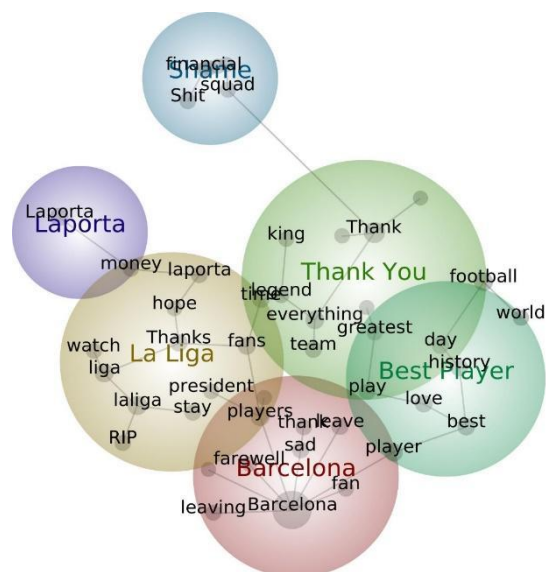 financial
Shame
squad
Shit
Laporta
Laporta
king
Thank
money
laporta
Thank You
football
legend
time
hope
everything
world
greatest
Thanks
fans
day
watch
La Liga
team
history
liga
Best Player
president
play
laliga
stay
players
love
thank
leave
best
RIP
sad
player
farewell
Barcelona
fan
leaving
Barcelona